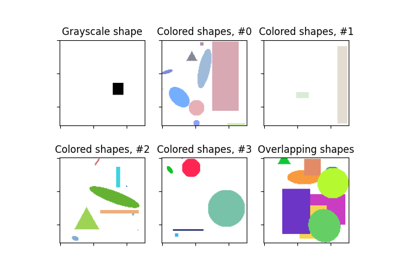 Grayscale shape
Colored shapes, #0
Colored shapes, #1
Colored shapes, #2
Colored shapes, #3
Overlapping shapes